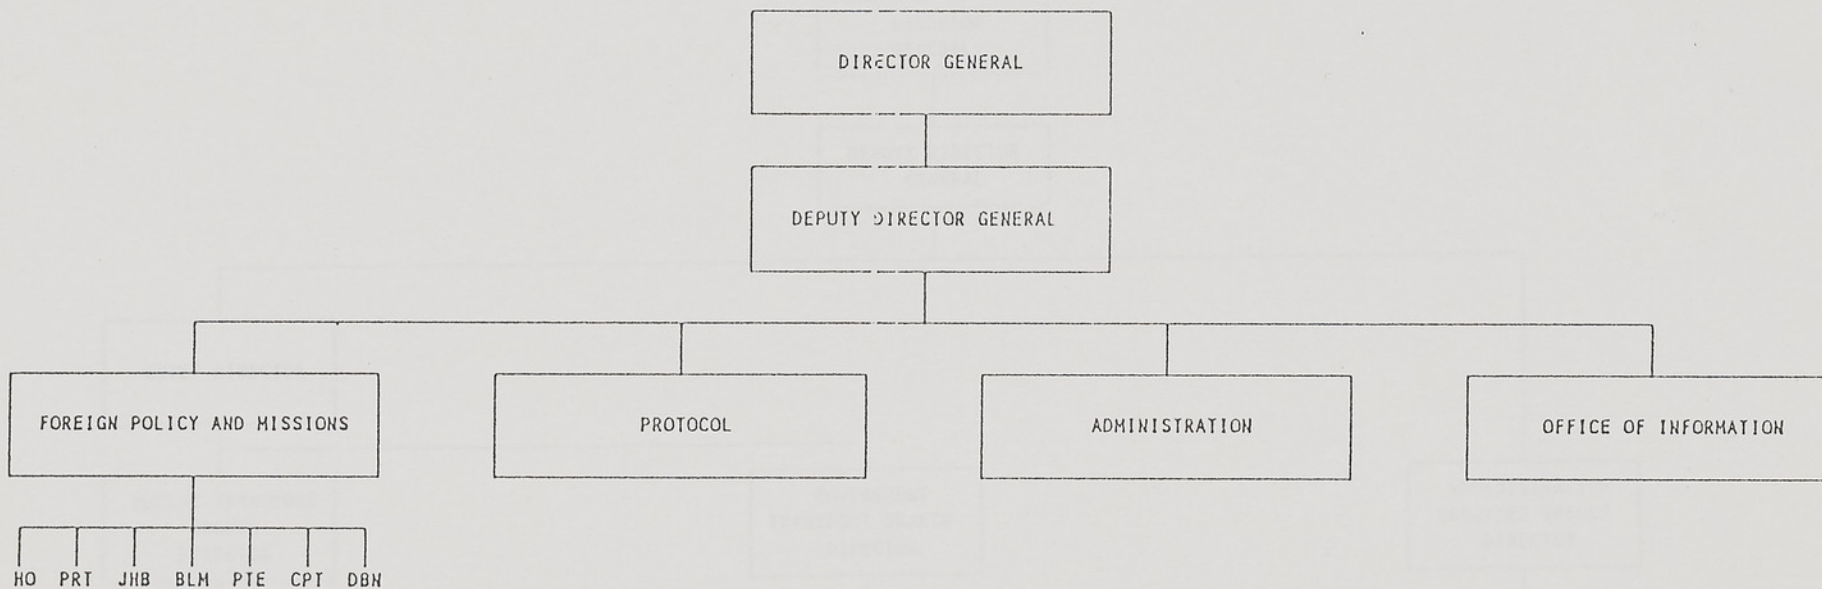 DIRECTOR GENERAL
DEPUTY DIRECTOR GENERAL
FOREIGN POLICY AND MISSIONS
PROTOCOL
ADMINISTRATION
OFFICE OF INFORMATION
HO PRT JHB BLM PTE CPT DBN